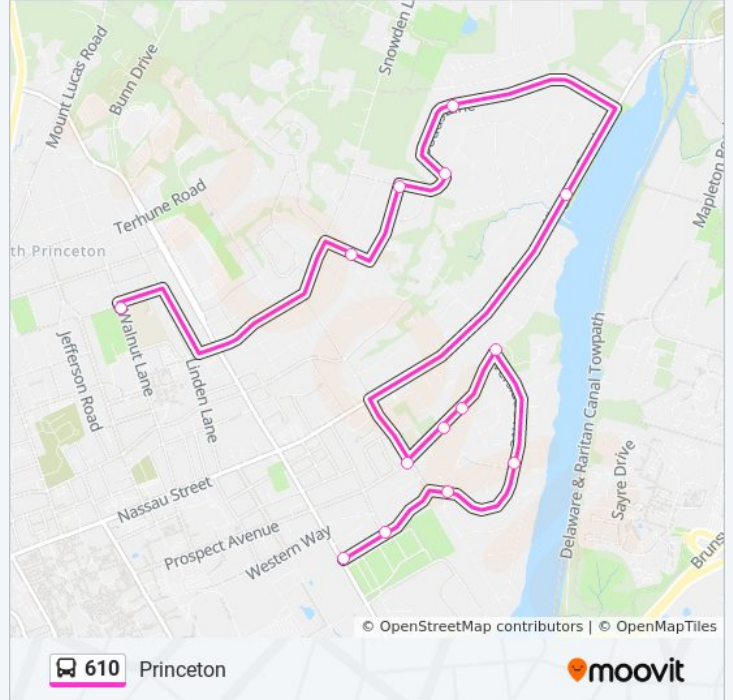 Snowden L
Mount Lucas Road
Bunn Drive
Mapleton Ro
Terhune Road
th Princeton
Walnut Lane
Jefferson Road
Linden Lane
Delaware & Raritan Canal Towpath
Sayre Drive
Nassau Street
Prospect Avenue
Western Way
Bruns
© OpenStreetMap contributors | © OpenMapTiles
610 Princeton
moovit